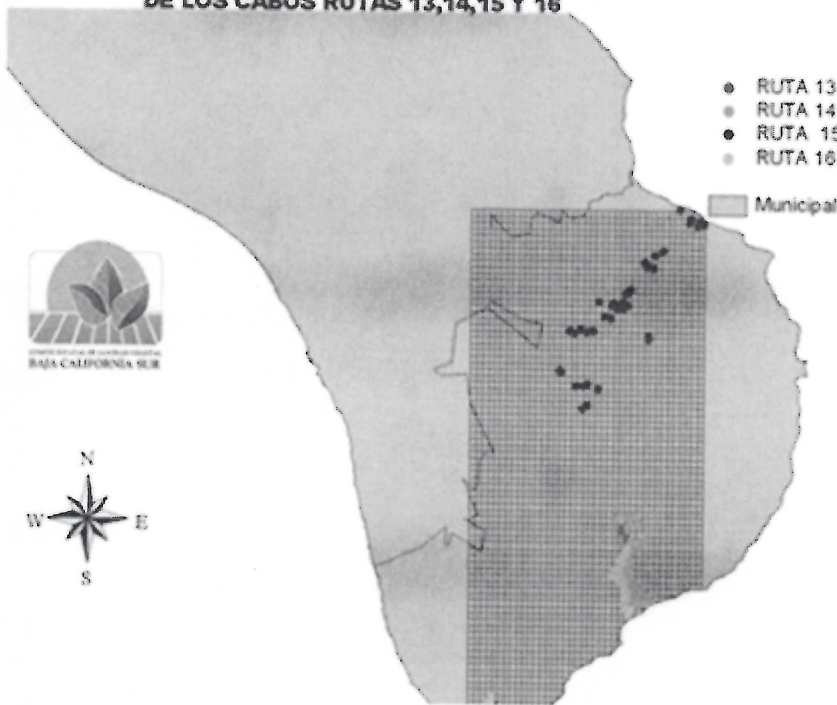 DE LOS CABOS RUTAS 13,14,15 Y 16
RUTA 13
RUTA 14
RUTA 15
RUTA 16
Municipal
BAJA CALIFORNIA SUR
N
W E
S